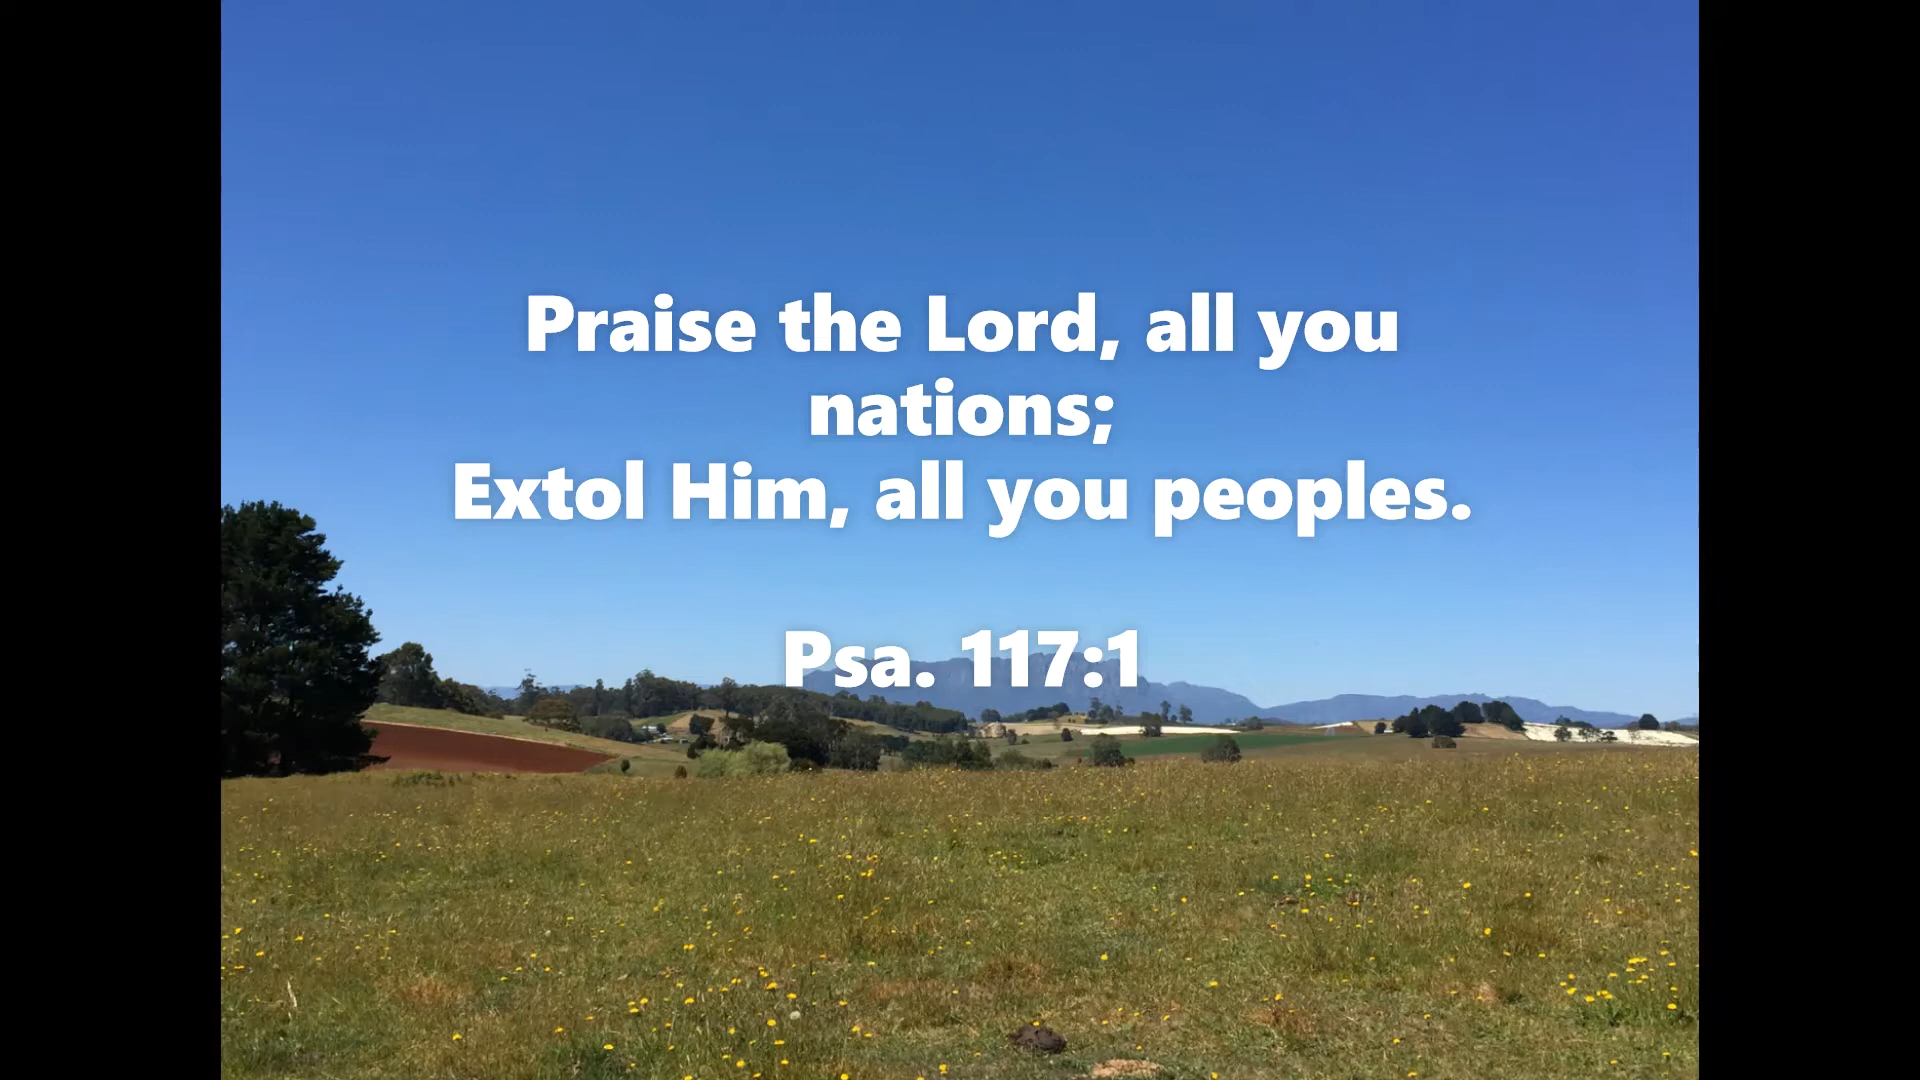 Praise the Lord, all you
nations;
Extol Him, all you peoples.
Psa. 117:1